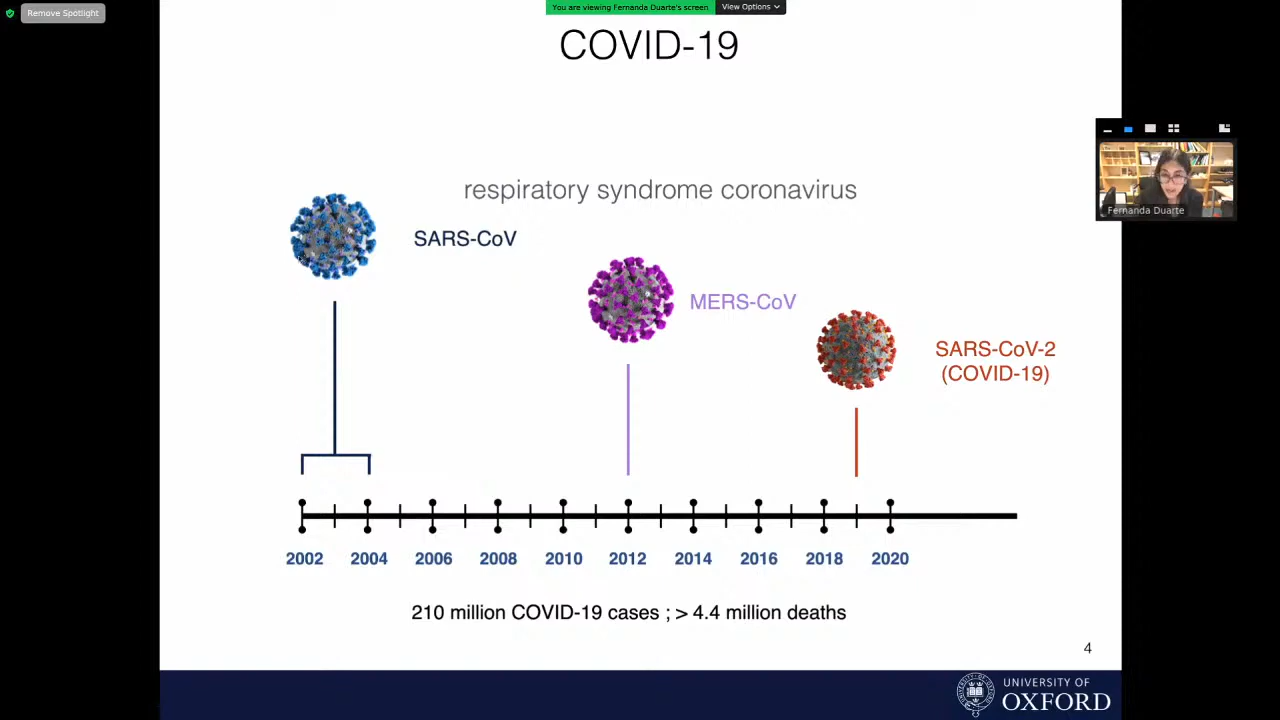 Remove Spotlight
You are viewing Fernanda Duarte's screen
View Options
COVID-19
respiratory syndrome coronavirus
SARS-CoV
MERS-CoV
SARS-CoV-2
(COVID-19)
Fernanda Duarte
2002 2004 2006 2008 2010 2012 2014 2016 2018 2020
210 million COVID-19 cases ; > 4.4 million deaths
4
UNIVERSITY OF
OXFORD